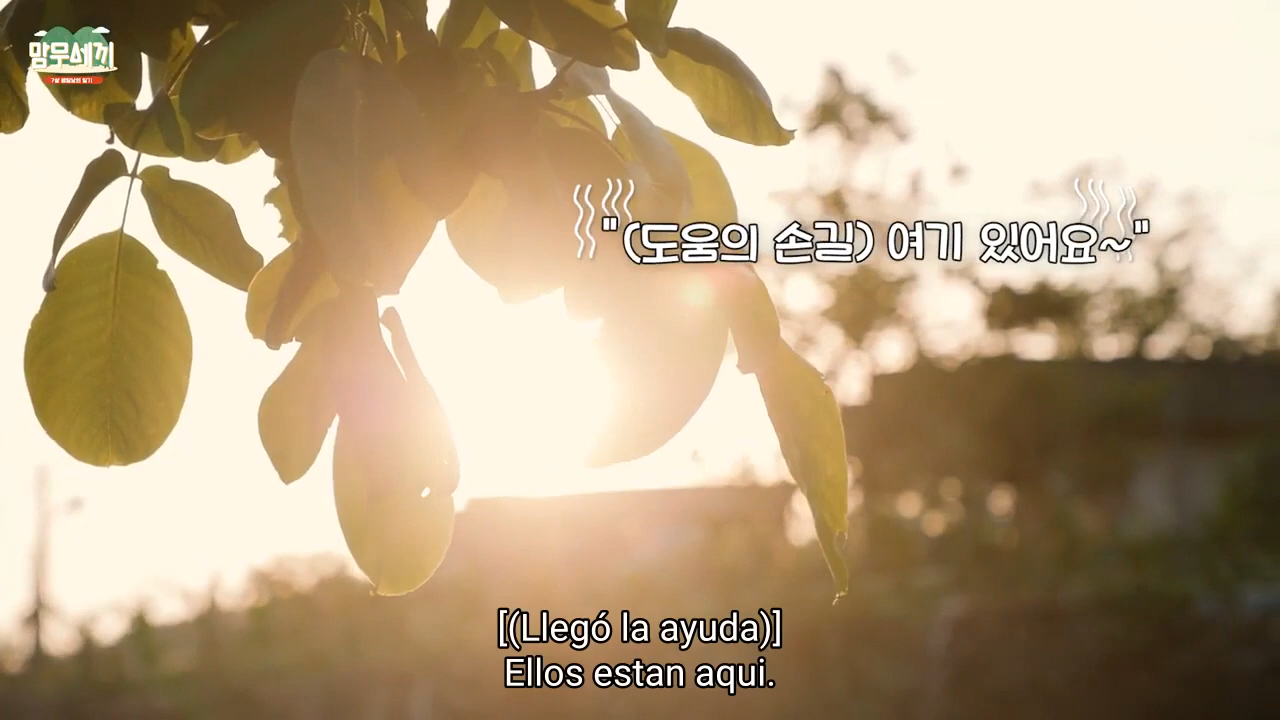 맘무세끼
"(도움의 손길) 여기 있어요~"
[(Llegó la ayuda)]
Ellos estan aqui.